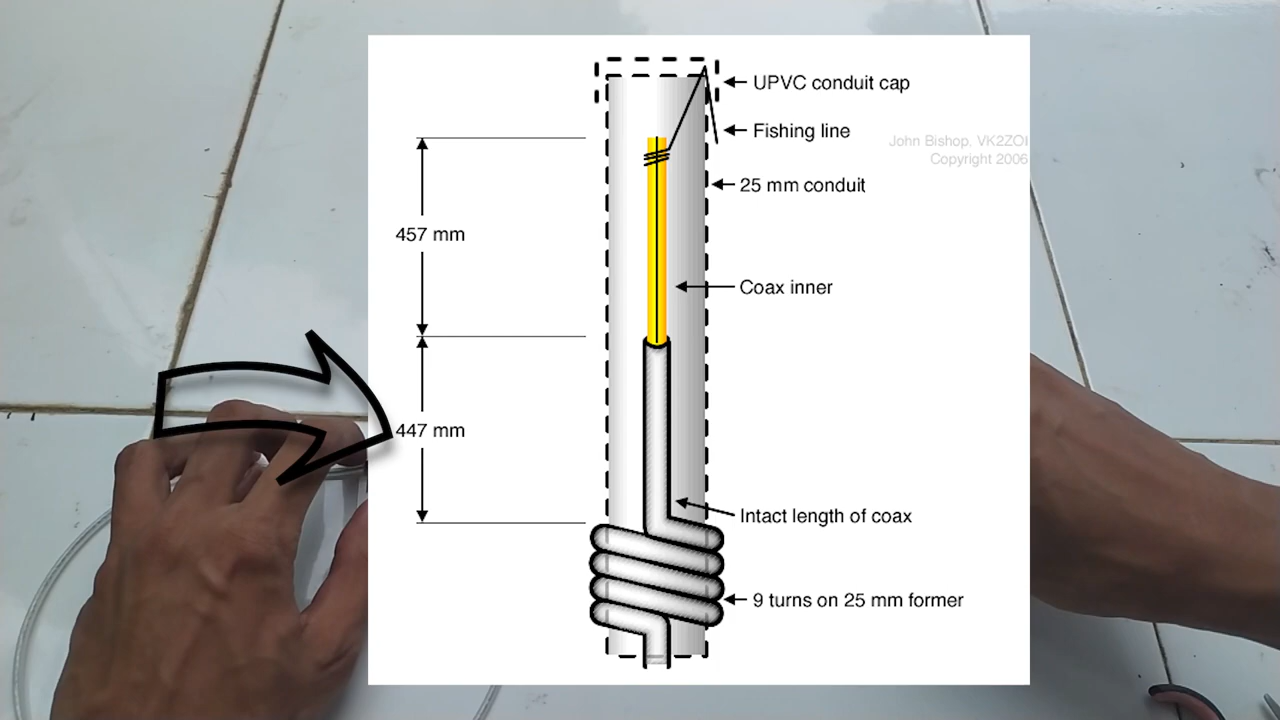 UPVC conduit cap
Fishing line
John Bishop, VK2ZOI
Copyright 2006
25 mm conduit
457 mm
Coax inner
447 mm
Intact length of coax
9 turns on 25 mm former